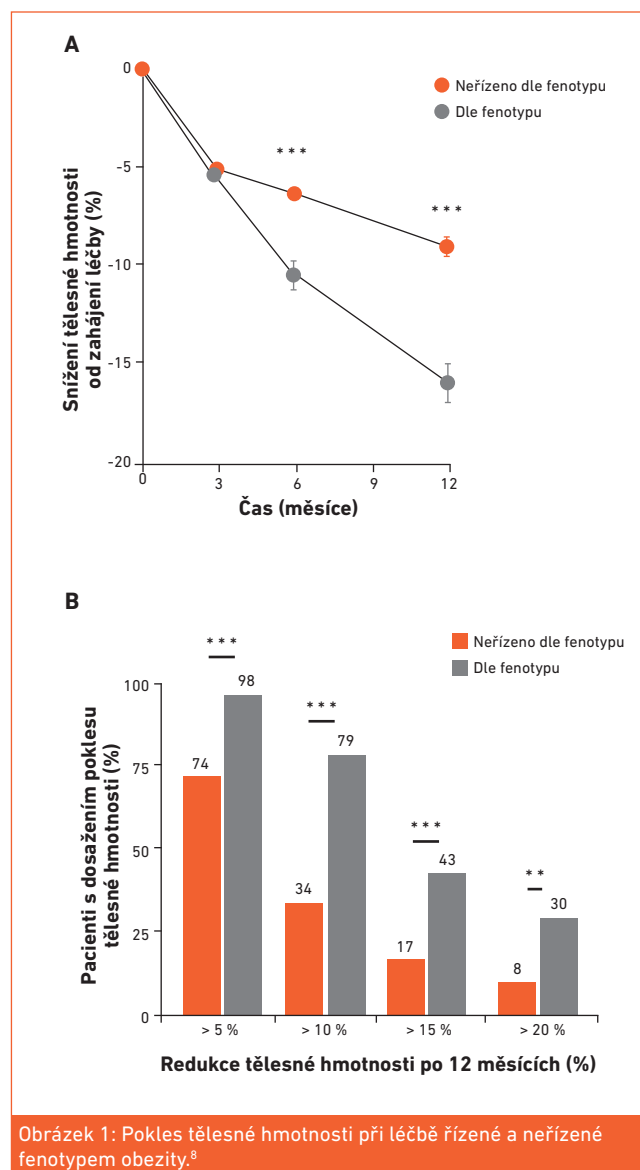 A
Neřízeno dle fenotypu
Dle fenotypu
Snížení tělesné hmotnosti
od zahájení léčby (%)
0
-5
-10
-15
-20
***
***
0 3 6 9 12
Čas (měsíce)
B
Neřízeno dle fenotypu
Dle fenotypu
Pacienti s dosažením poklesu
tělesné hmotnosti (%)
100
75
50
25
0
***
74 98
***
34 79
***
17 43
**
8 30
> 5 % > 10 % > 15 % > 20 %
Redukce tělesné hmotnosti po 12 měsících (%)
Obrázek 1: Pokles tělesné hmotnosti při léčbě řízené a neřízené
fenotypem obezity.⁸